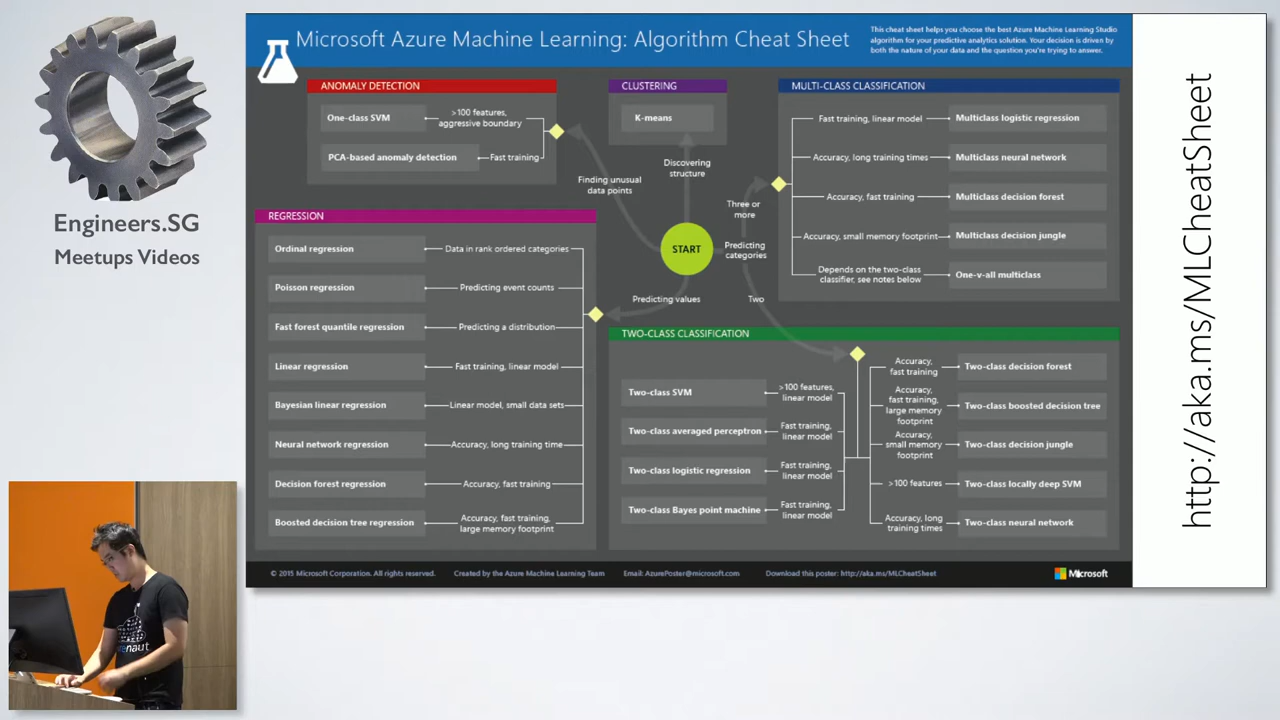 Engineers.SG
Meetups Videos
Microsoft Azure Machine Learning: Algorithm Cheat Sheet
This cheat sheet helps you choose the best Azure Machine Learning Studio
algorithm for your predictive analytics solution. Your decision is driven by
both the nature of your data and the question you're trying to answer.
ANOMALY DETECTION
One-class SVM
>100 features,
aggressive boundary
PCA-based anomaly detection
Fast training
CLUSTERING
K-means
Discovering
structure
Finding unusual
data points
START
Three or
more
Predicting
categories
Two
Predicting values
MULTI-CLASS CLASSIFICATION
Fast training, linear model
Multiclass logistic regression
Accuracy, long training times
Multiclass neural network
Accuracy, fast training
Multiclass decision forest
Accuracy, small memory footprint
Multiclass decision jungle
Depends on the two-class
classifier, see notes below
One-v-all multiclass
REGRESSION
Ordinal regression
Data in rank ordered categories
Poisson regression
Predicting event counts
Fast forest quantile regression
Predicting a distribution
Linear regression
Fast training, linear model
Bayesian linear regression
Linear model, small data sets
Neural network regression
Accuracy, long training time
Decision forest regression
Accuracy, fast training
Boosted decision tree regression
Accuracy, fast training,
large memory footprint
TWO-CLASS CLASSIFICATION
Two-class SVM
>100 features,
linear model
Two-class averaged perceptron
Fast training,
linear model
Two-class logistic regression
Fast training,
linear model
Two-class Bayes point machine
Fast training,
linear model
Accuracy,
fast training
Two-class decision forest
Accuracy,
fast training,
large memory
footprint
Two-class boosted decision tree
Accuracy,
small memory
footprint
Two-class decision jungle
>100 features
Two-class locally deep SVM
Accuracy, long
training times
Two-class neural network
© 2015 Microsoft Corporation. All rights reserved.
Created by the Azure Machine Learning Team
Email: AzurePoster@microsoft.com
Download this poster: http://aka.ms/MLCheatSheet
Microsoft
http://aka.ms/MLCheatSheet